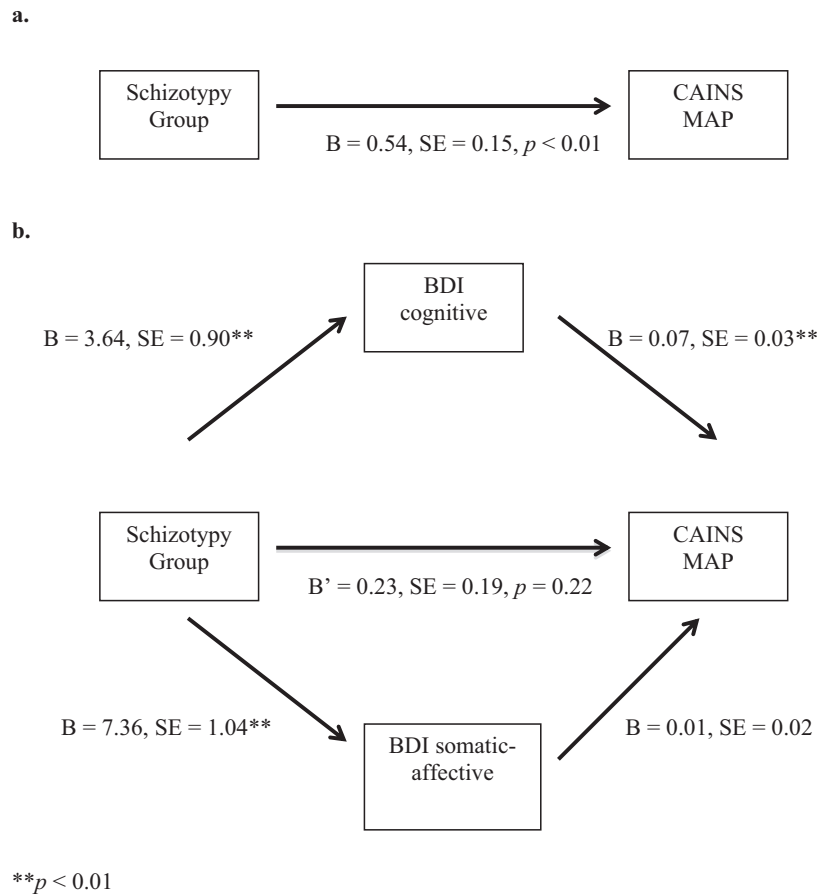 a.
Schizotypy
Group
CAINS
MAP
B = 0.54, SE = 0.15, p < 0.01
b.
BDI
cognitive
B = 3.64, SE = 0.90**
B = 0.07, SE = 0.03**
Schizotypy
Group
CAINS
MAP
B’ = 0.23, SE = 0.19, p = 0.22
B = 7.36, SE = 1.04**
BDI somatic-
affective
B = 0.01, SE = 0.02
**p < 0.01